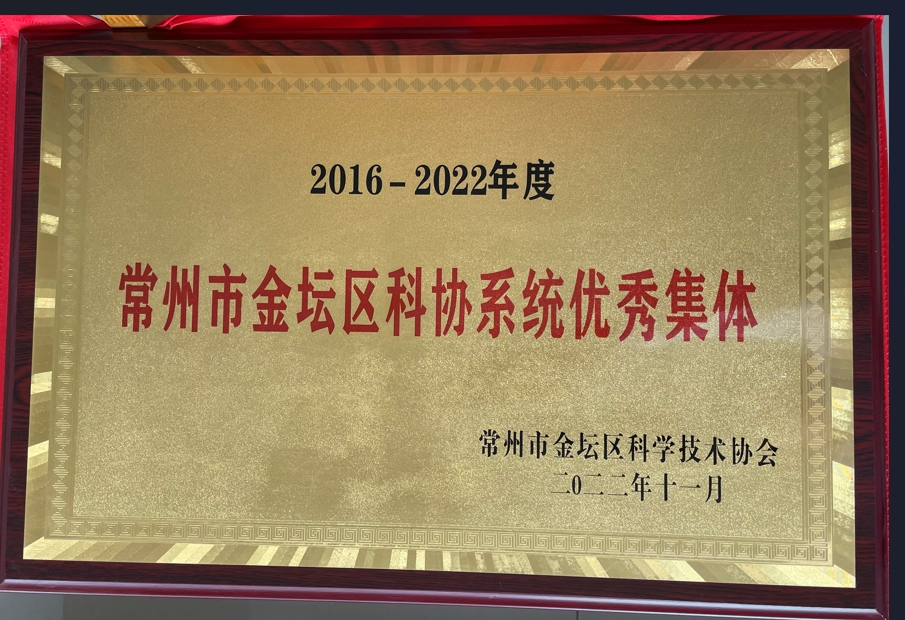 2016-2022年度
常州市金坛区科协系统优秀集体
常州市金坛区科学技术协会
二0二二年十一月